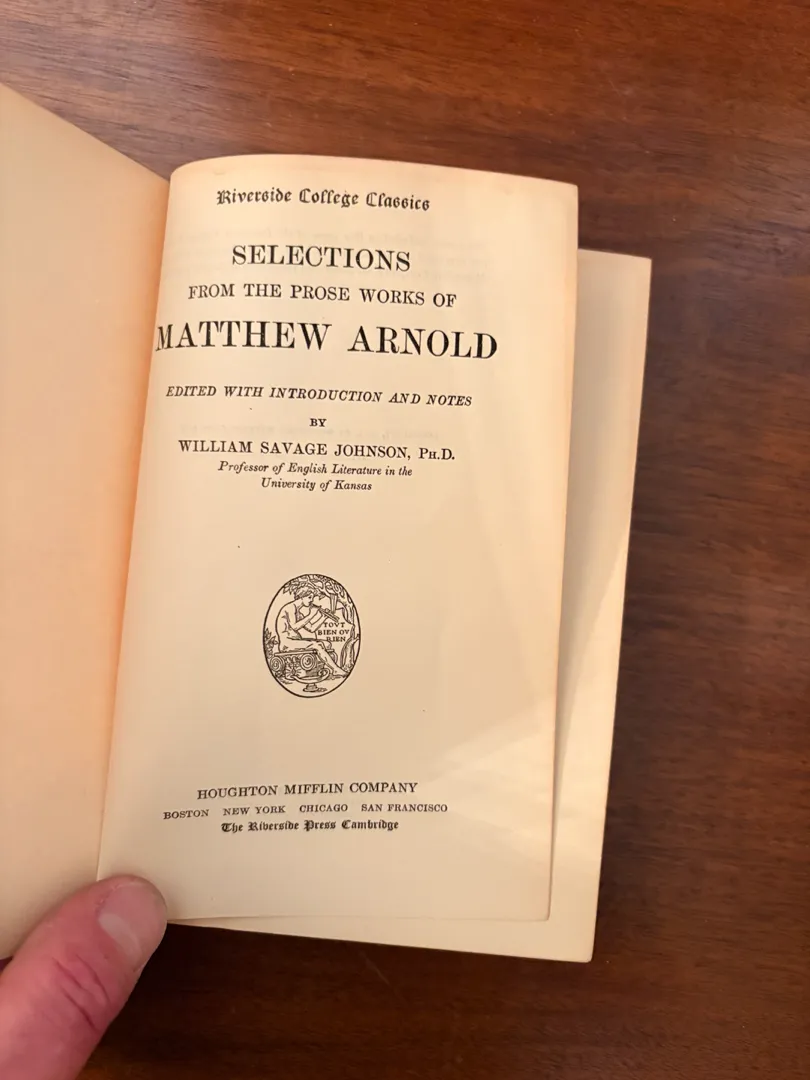 Riverside College Classics
SELECTIONS
FROM THE PROSE WORKS OF
MATTHEW ARNOLD
EDITED WITH INTRODUCTION AND NOTES
BY
WILLIAM SAVAGE JOHNSON, PH.D.
Professor of English Literature in the
University of Kansas
TOVT
BIEN OV
RIEN
HOUGHTON MIFFLIN COMPANY
BOSTON NEW YORK CHICAGO SAN FRANCISCO
The Riverside Press Cambridge